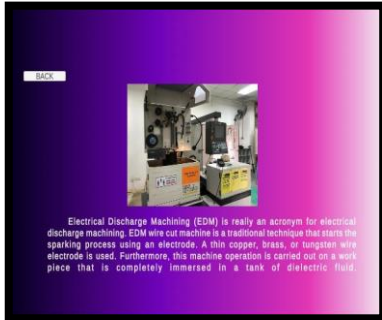 BACK
Electrical Discharge Machining (EDM) is really an acronym for electrical
discharge machining. EDM wire cut machine is a traditional technique that starts the
sparking process using an electrode. A thin copper, brass, or tungsten wire
electrode is used. Furthermore, this machine operation is carried out on a work
piece that is completely immersed in a tank of dielectric fluid.